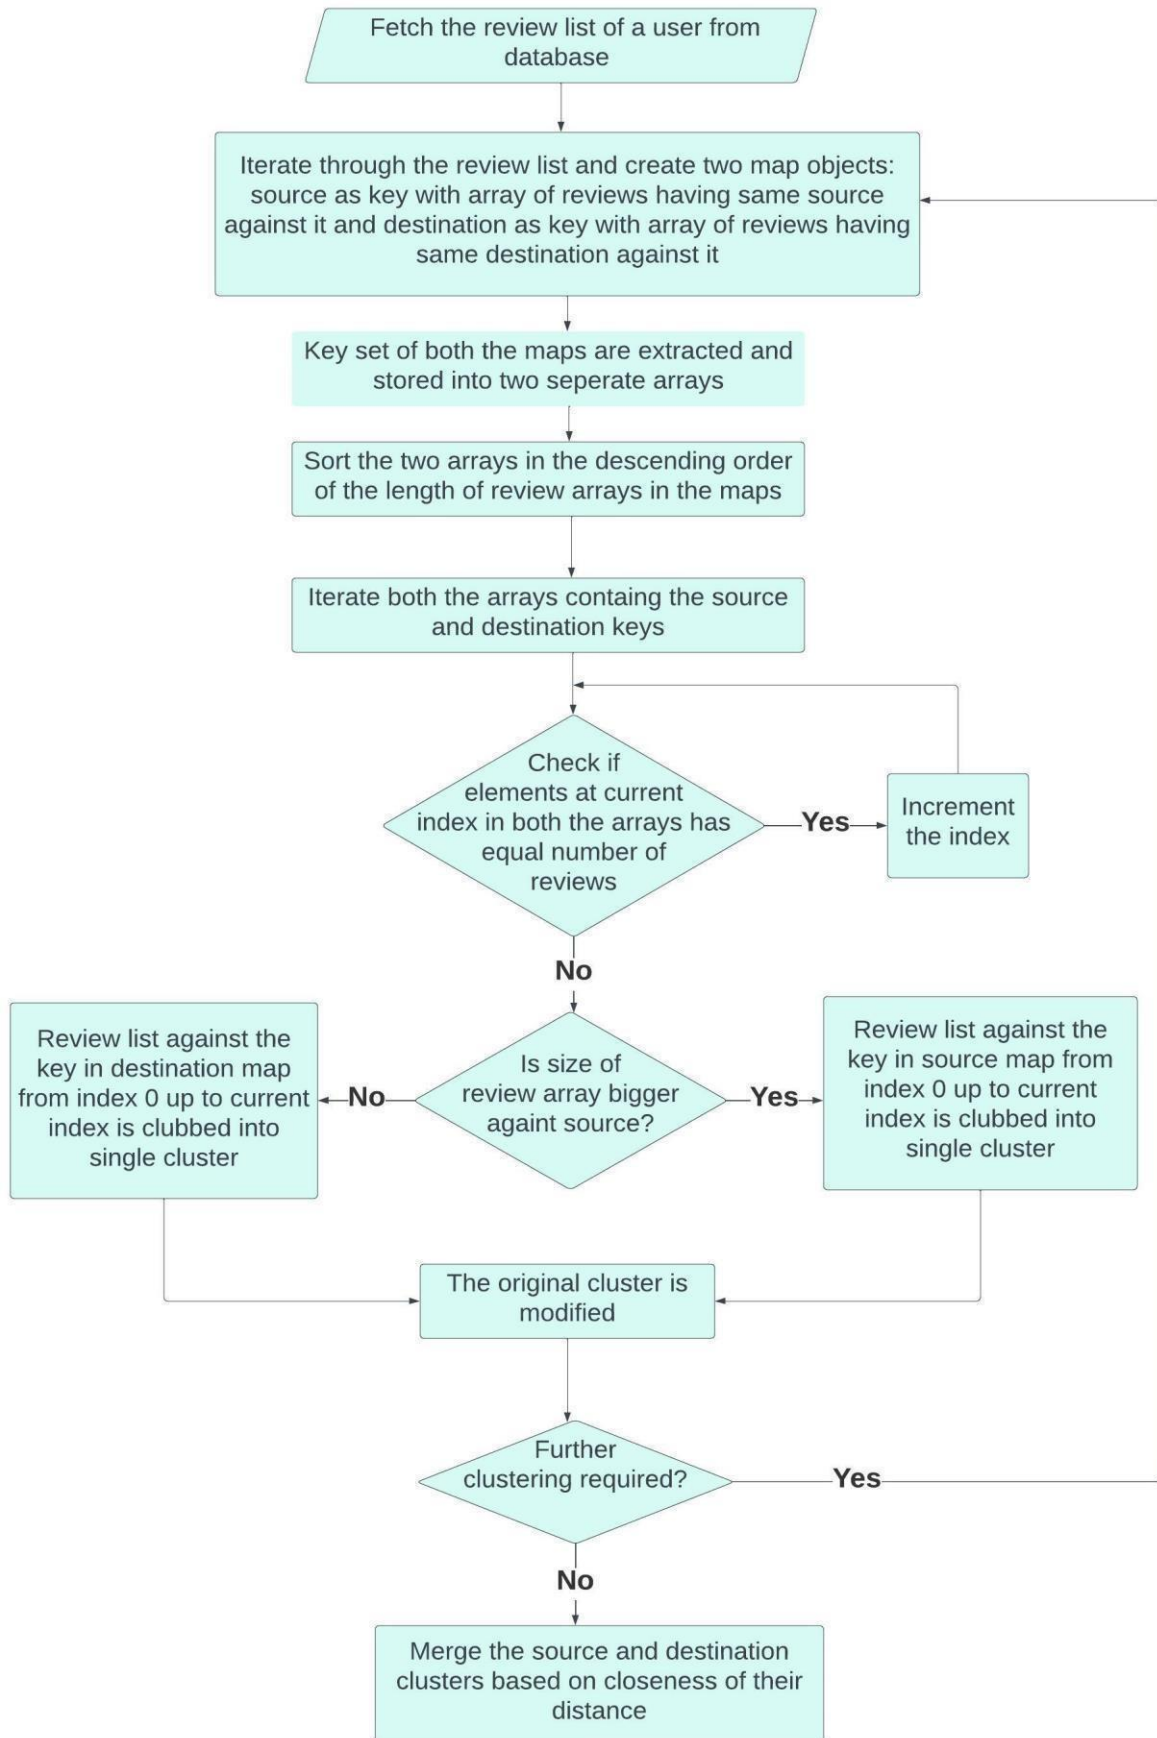 Fetch the review list of a user from
database
Iterate through the review list and create two map objects:
source as key with array of reviews having same source
against it and destination as key with array of reviews having
same destination against it
Key set of both the maps are extracted and
stored into two seperate arrays
Sort the two arrays in the descending order
of the length of review arrays in the maps
Iterate both the arrays containg the source
and destination keys
Check if
elements at current
index in both the arrays has
equal number of
reviews
Yes
Increment
the index
No
Review list against the
key in destination map
from index 0 up to current
index is clubbed into
single cluster
No
Is size of
review array bigger
againt source?
Yes
Review list against the
key in source map from
index 0 up to current
index is clubbed into
single cluster
The original cluster is
modified
Further
clustering required?
Yes
No
Merge the source and destination
clusters based on closeness of their
distance